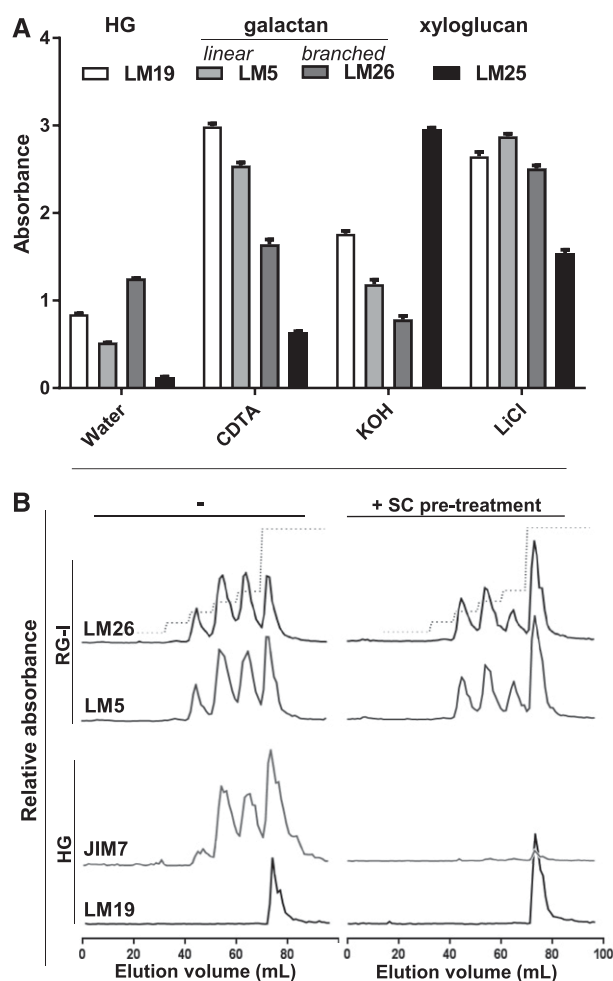 A
HG galactan xyloglucan
linear branched
LM19 LM5 LM26 LM25
Absorbance
4
3
2
1
0
Water CDTA KOH LiCl
B
- + SC pre-treatment
Relative absorbance
RG-I
LM26
LM5
HG
JIM7
LM19
0 20 40 60 80 0 20 40 60 80 100
Elution volume (mL) Elution volume (mL)